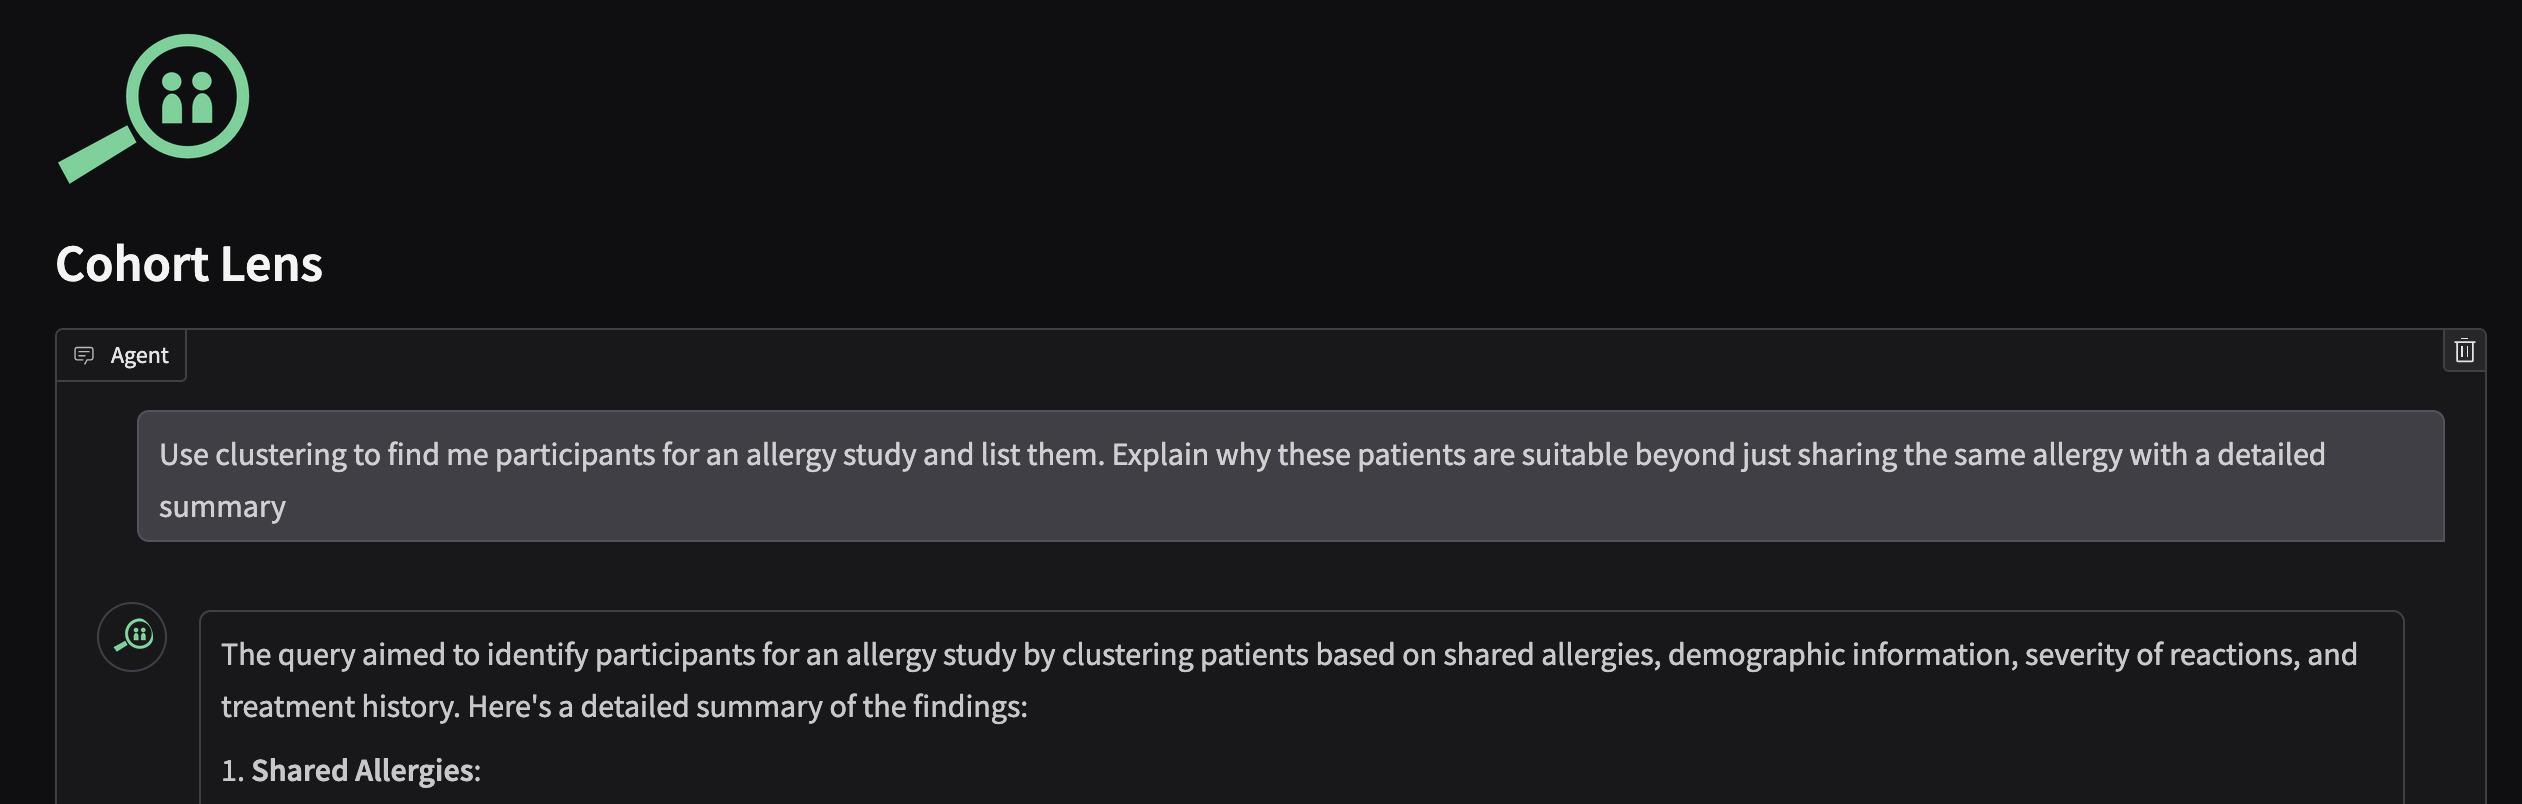 Cohort Lens
Agent
Use clustering to find me participants for an allergy study and list them. Explain why these patients are suitable beyond just sharing the same allergy with a detailed
summary
The query aimed to identify participants for an allergy study by clustering patients based on shared allergies, demographic information, severity of reactions, and
treatment history. Here's a detailed summary of the findings:
1. Shared Allergies: